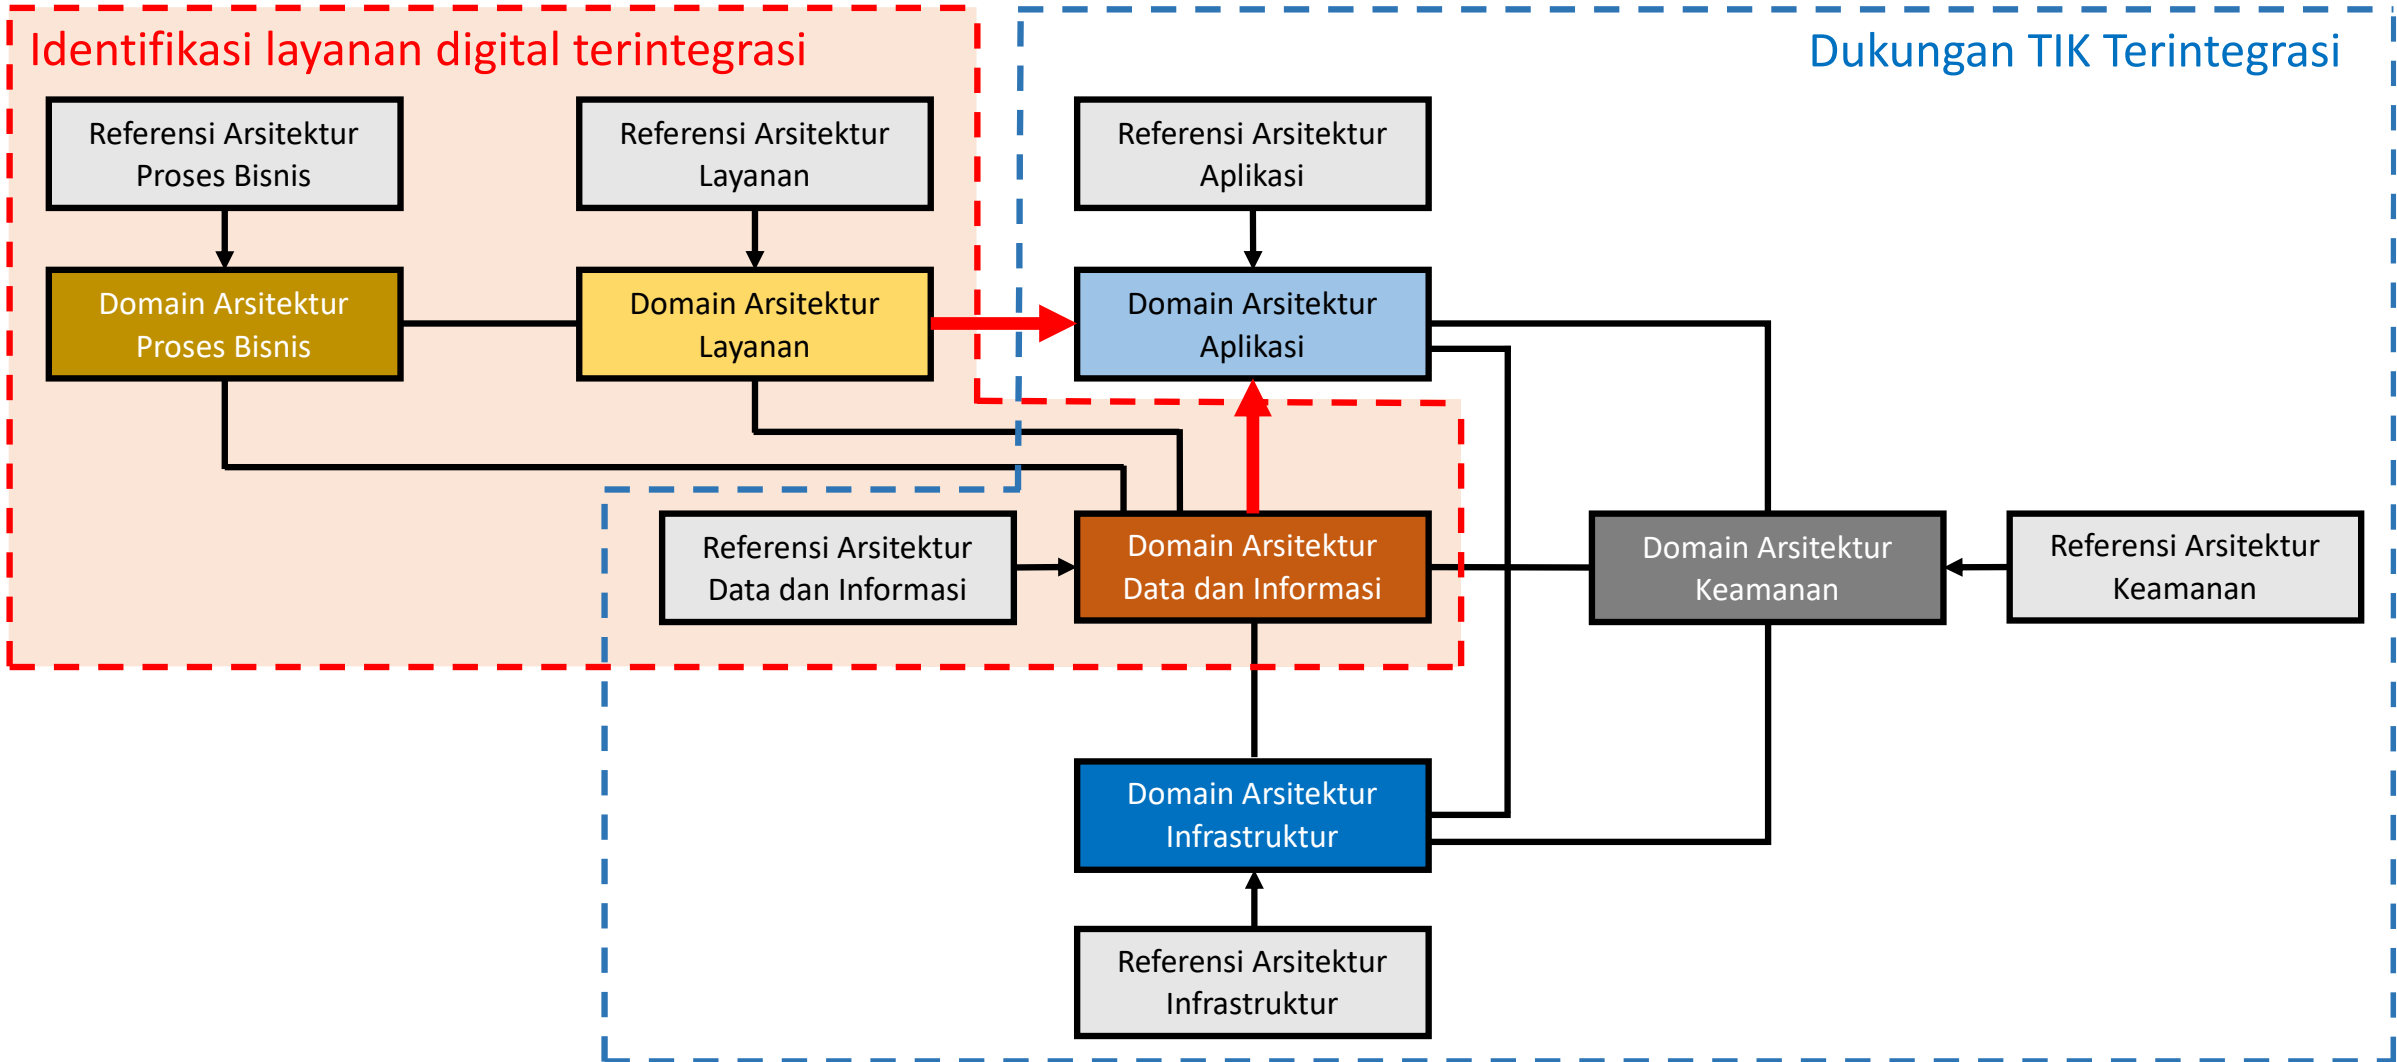 Identifikasi layanan digital terintegrasi
Dukungan TIK Terintegrasi
Referensi Arsitektur
Proses Bisnis
Referensi Arsitektur
Layanan
Referensi Arsitektur
Aplikasi
Domain Arsitektur
Proses Bisnis
Domain Arsitektur
Layanan
Domain Arsitektur
Aplikasi
Referensi Arsitektur
Data dan Informasi
Domain Arsitektur
Data dan Informasi
Domain Arsitektur
Keamanan
Referensi Arsitektur
Keamanan
Domain Arsitektur
Infrastruktur
Referensi Arsitektur
Infrastruktur